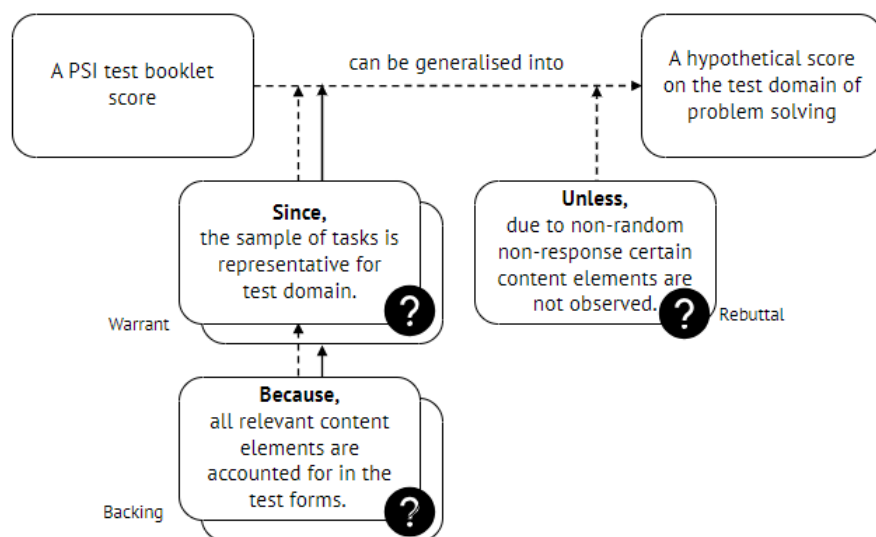 A PSI test booklet
score
can be generalised into
A hypothetical score
on the test domain of
problem solving
Since,
the sample of tasks is
representative for
test domain.
?
Warrant
Unless,
due to non-random
non-response certain
content elements are
not observed.
?
Rebuttal
Because,
all relevant content
elements are
accounted for in the
test forms.
?
Backing